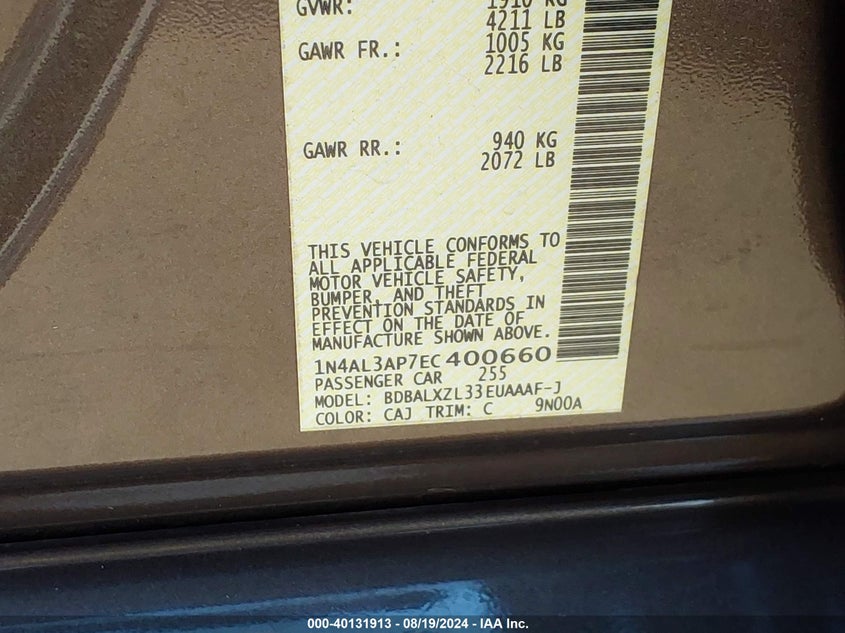 GVWR: 1910 KG
4211 LB
GAWR FR.: 1005 KG
2216 LB
GAWR RR.: 940 KG
2072 LB
THIS VEHICLE CONFORMS TO
ALL APPLICABLE FEDERAL
MOTOR VEHICLE SAFETY,
BUMPER, AND THEFT
PREVENTION STANDARDS IN
EFFECT ON THE DATE OF
MANUFACTURE SHOWN ABOVE.
1N4AL3AP7EC400660
PASSENGER CAR 255
MODEL: BDBALXZL33EUAAAF-J
COLOR: CAJ TRIM: C 9N00A
000-40131913 - 08/19/2024 - IAA Inc.